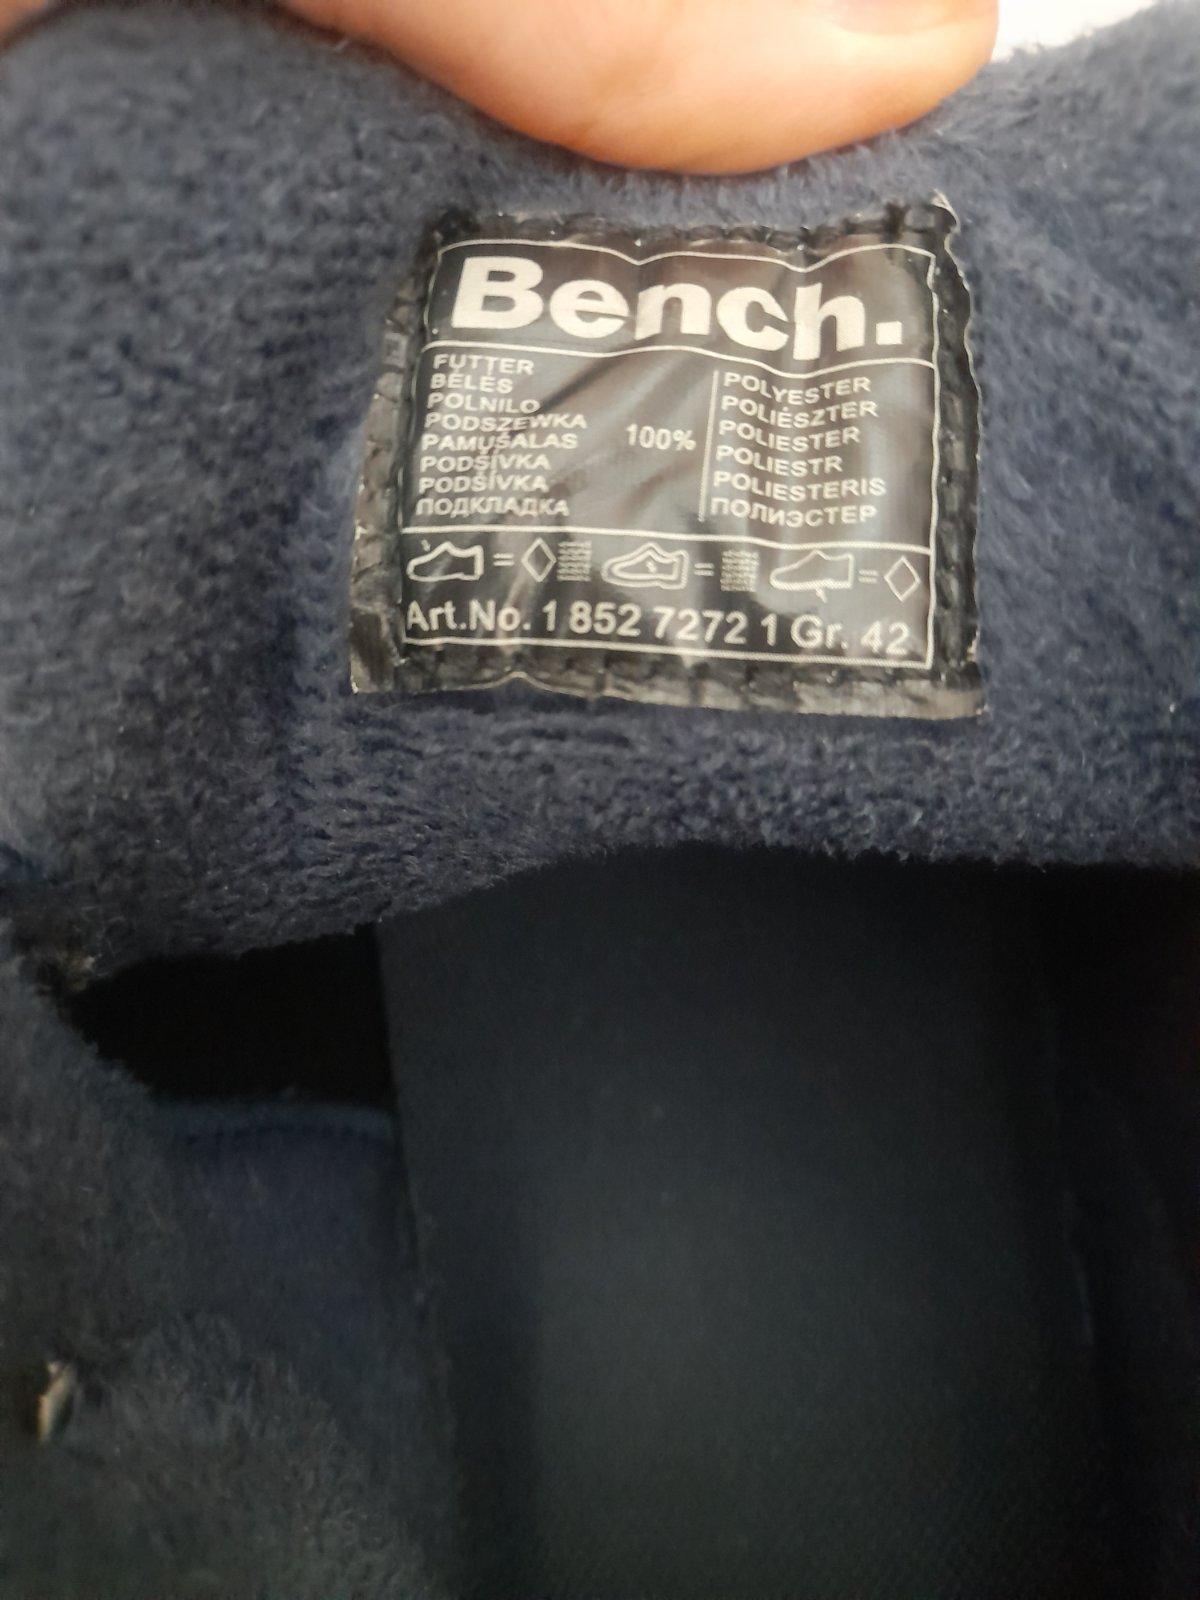 Bench.
FUTTER
BÉLÉS
POLNILO
PODSZEWKA
PAMUŠALAS
PODŠÍVKA
PODŠÍVKA
ПОДКЛАДКА
100%
POLYESTER
POLIÉSZTER
POLIESTER
POLIESTR
POLIESTERIS
ПОЛИЭСТЕР
= = =
Art.No. 1 852 7272 1 Gr. 42